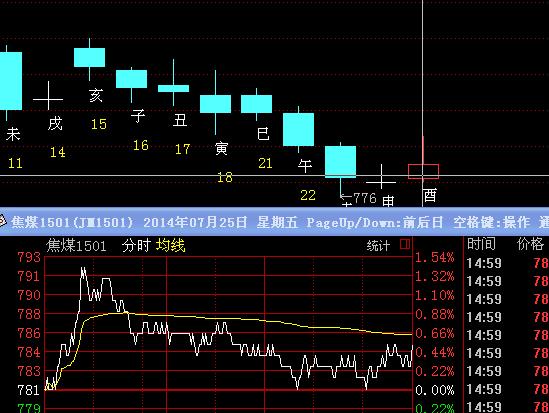 未 戌 亥 子 丑 寅 巳 午 申 酉
11 14 15 16 17 18 21 22
←776
焦煤1501(JM1501) 2014年07月25日 星期五 PageUp/Down:前后日 空格键:操作 通
焦煤1501 分时 均线 统计 时间 价格
793 1.54% 14:59 78
791 1.32% 14:59 78
790 1.10% 14:59 78
788 0.88% 14:59 78
786 0.66% 14:59 78
784 0.44% 14:59 78
783 0.22% 14:59 78
781 0.00% 14:59 78
779 0.22% 14:59 78